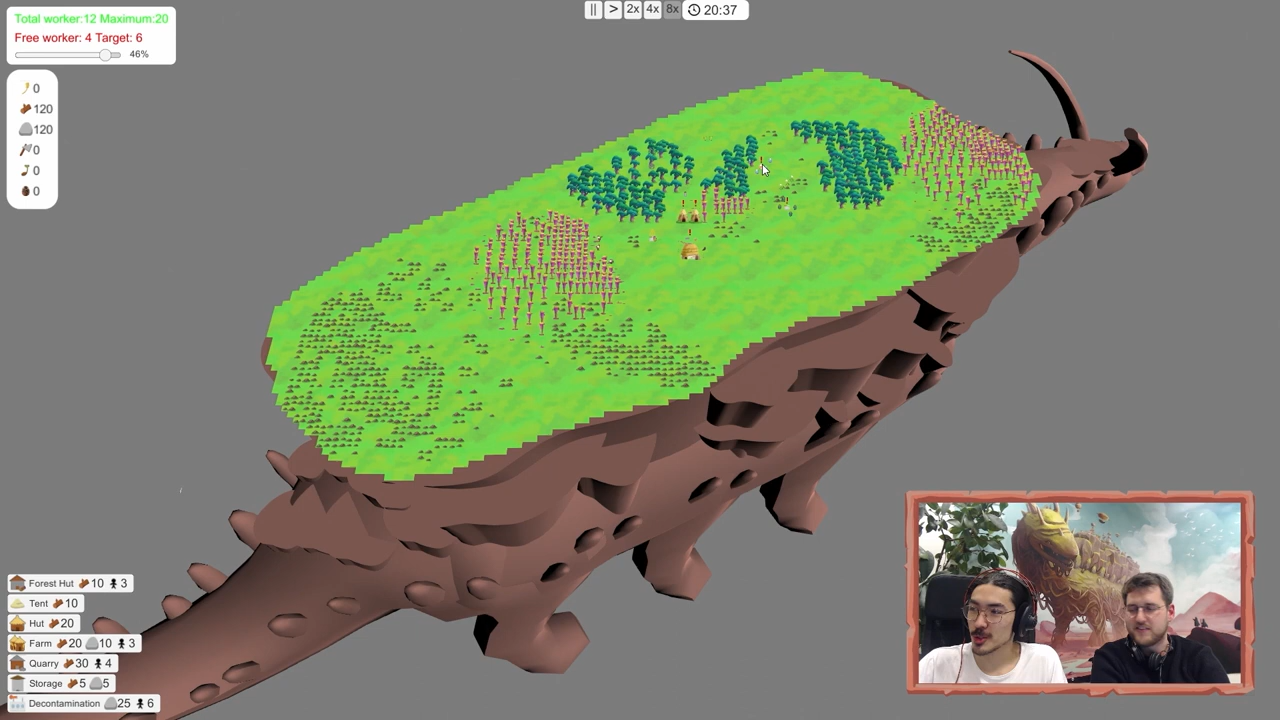 Total worker:12 Maximum:20
Free worker: 4 Target: 6
46%
|| > 2x 4x 8x 20:37
0
120
120
0
0
0
Forest Hut 10 3
Tent 10
Hut 20
Farm 20 10 3
Quarry 30 4
Storage 5 5
Decontamination 25 6